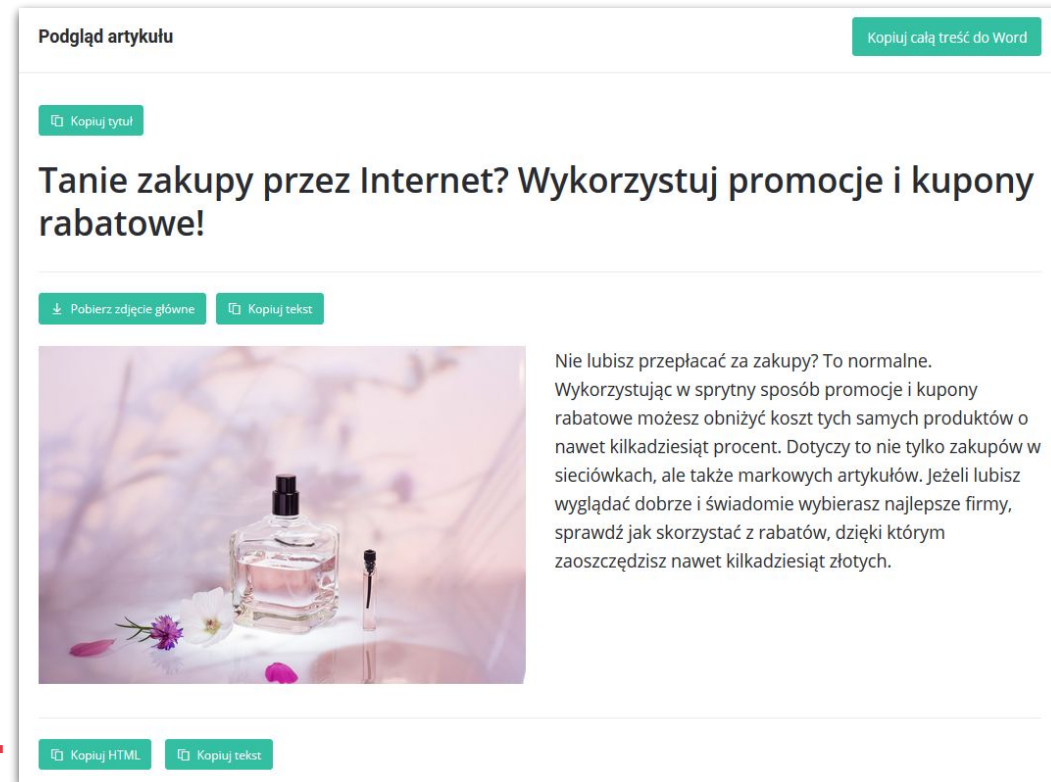 Podgląd artykułu
Kopiuj całą treść do Word
Kopiuj tytuł
Tanie zakupy przez Internet? Wykorzystuj promocje i kupony
rabatowe!
Pobierz zdjęcie główne
Kopiuj tekst
Nie lubisz przepłacać za zakupy? To normalne.
Wykorzystując w sprytny sposób promocje i kupony
rabatowe możesz obniżyć koszt tych samych produktów o
nawet kilkadziesiąt procent. Dotyczy to nie tylko zakupów w
sieciówkach, ale także markowych artykułów. Jeżeli lubisz
wyglądać dobrze i świadomie wybierasz najlepsze firmy,
sprawdź jak skorzystać z rabatów, dzięki którym
zaoszczędzisz nawet kilkadziesiąt złotych.
Kopiuj HTML
Kopiuj tekst